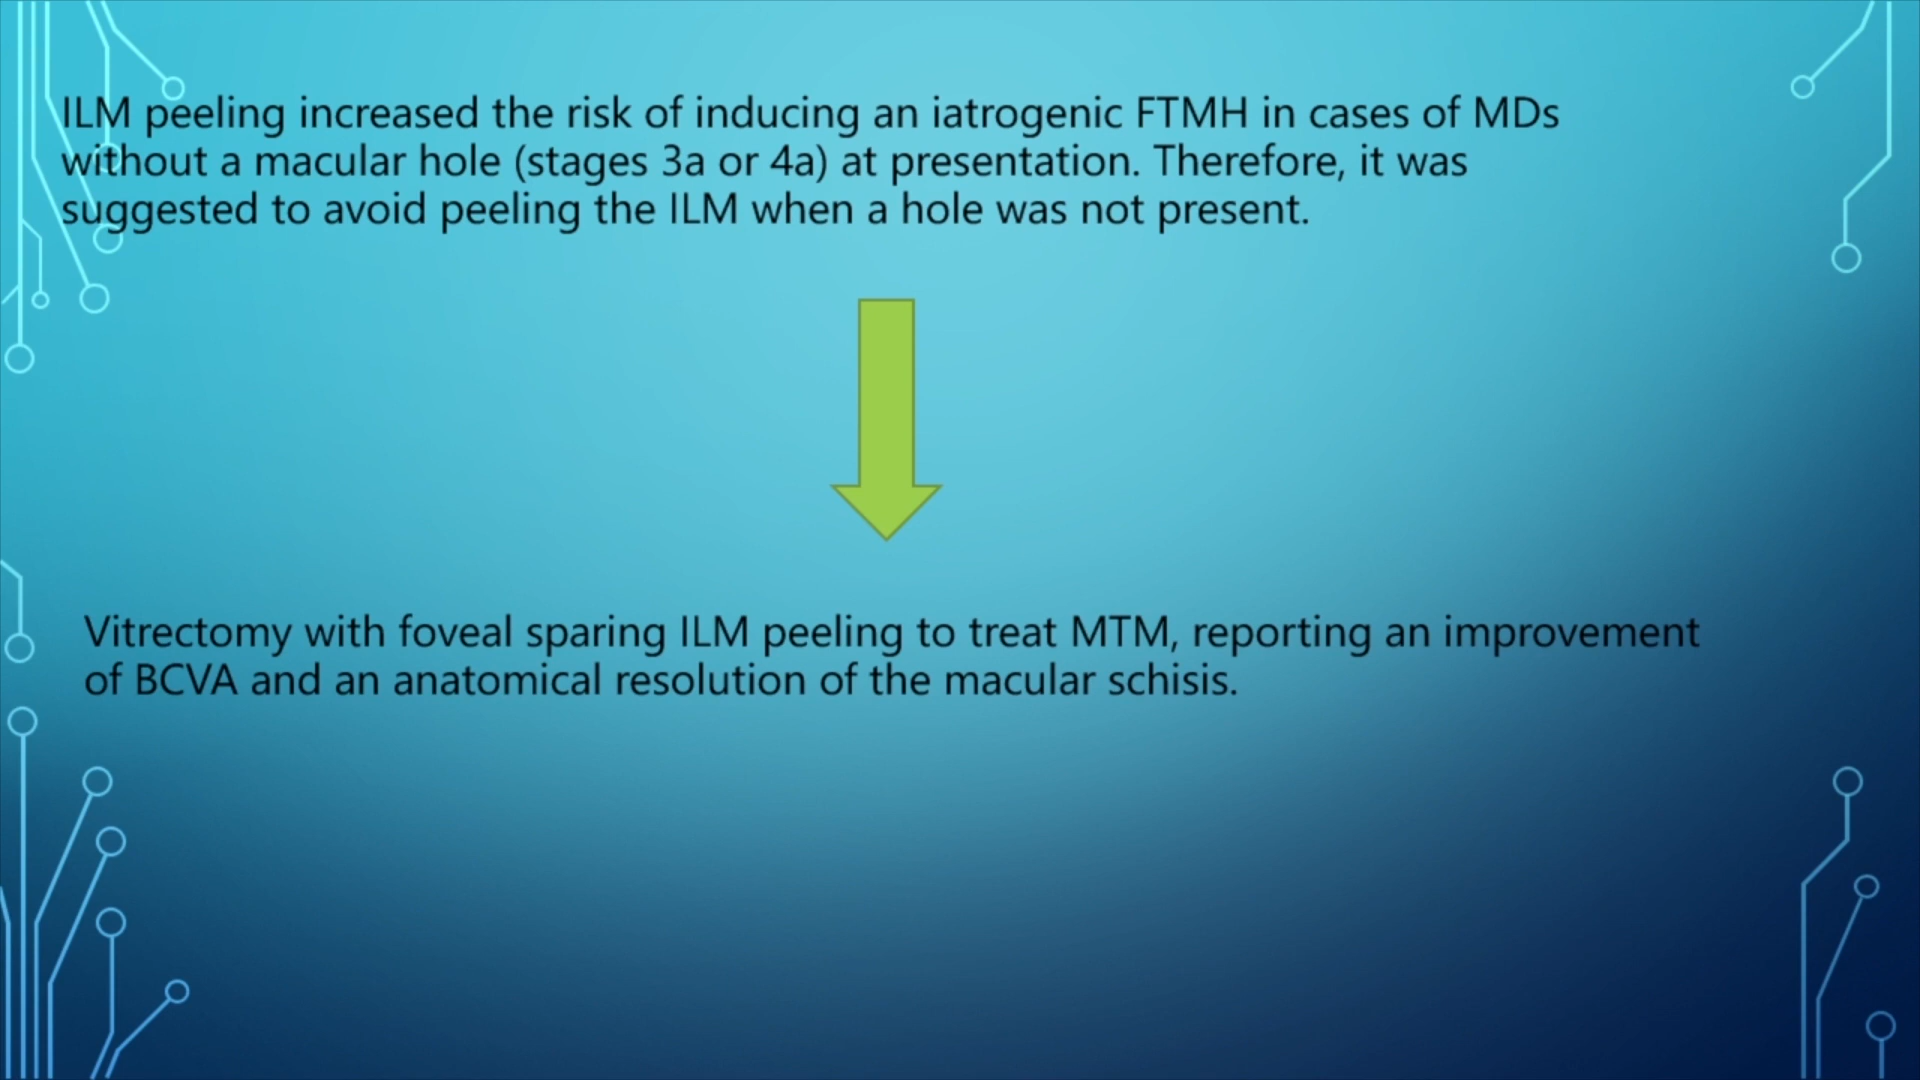 ILM peeling increased the risk of inducing an iatrogenic FTMH in cases of MDs
without a macular hole (stages 3a or 4a) at presentation. Therefore, it was
suggested to avoid peeling the ILM when a hole was not present.
Vitrectomy with foveal sparing ILM peeling to treat MTM, reporting an improvement
of BCVA and an anatomical resolution of the macular schisis.